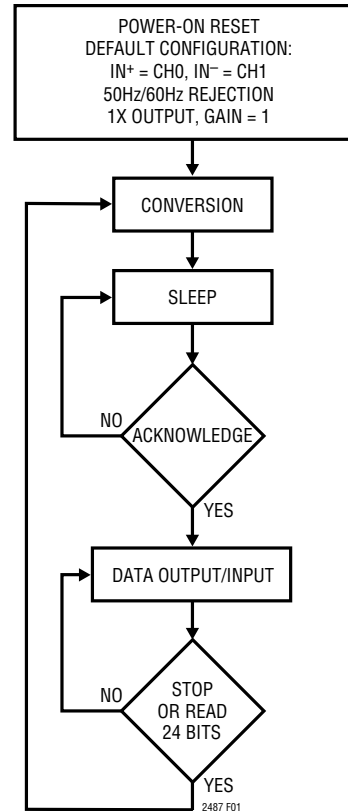 POWER-ON RESET
DEFAULT CONFIGURATION:
IN+ = CH0, IN– = CH1
50Hz/60Hz REJECTION
1X OUTPUT, GAIN = 1
CONVERSION
SLEEP
NO
ACKNOWLEDGE
YES
DATA OUTPUT/INPUT
NO
STOP
OR READ
24 BITS
YES
2487 F01